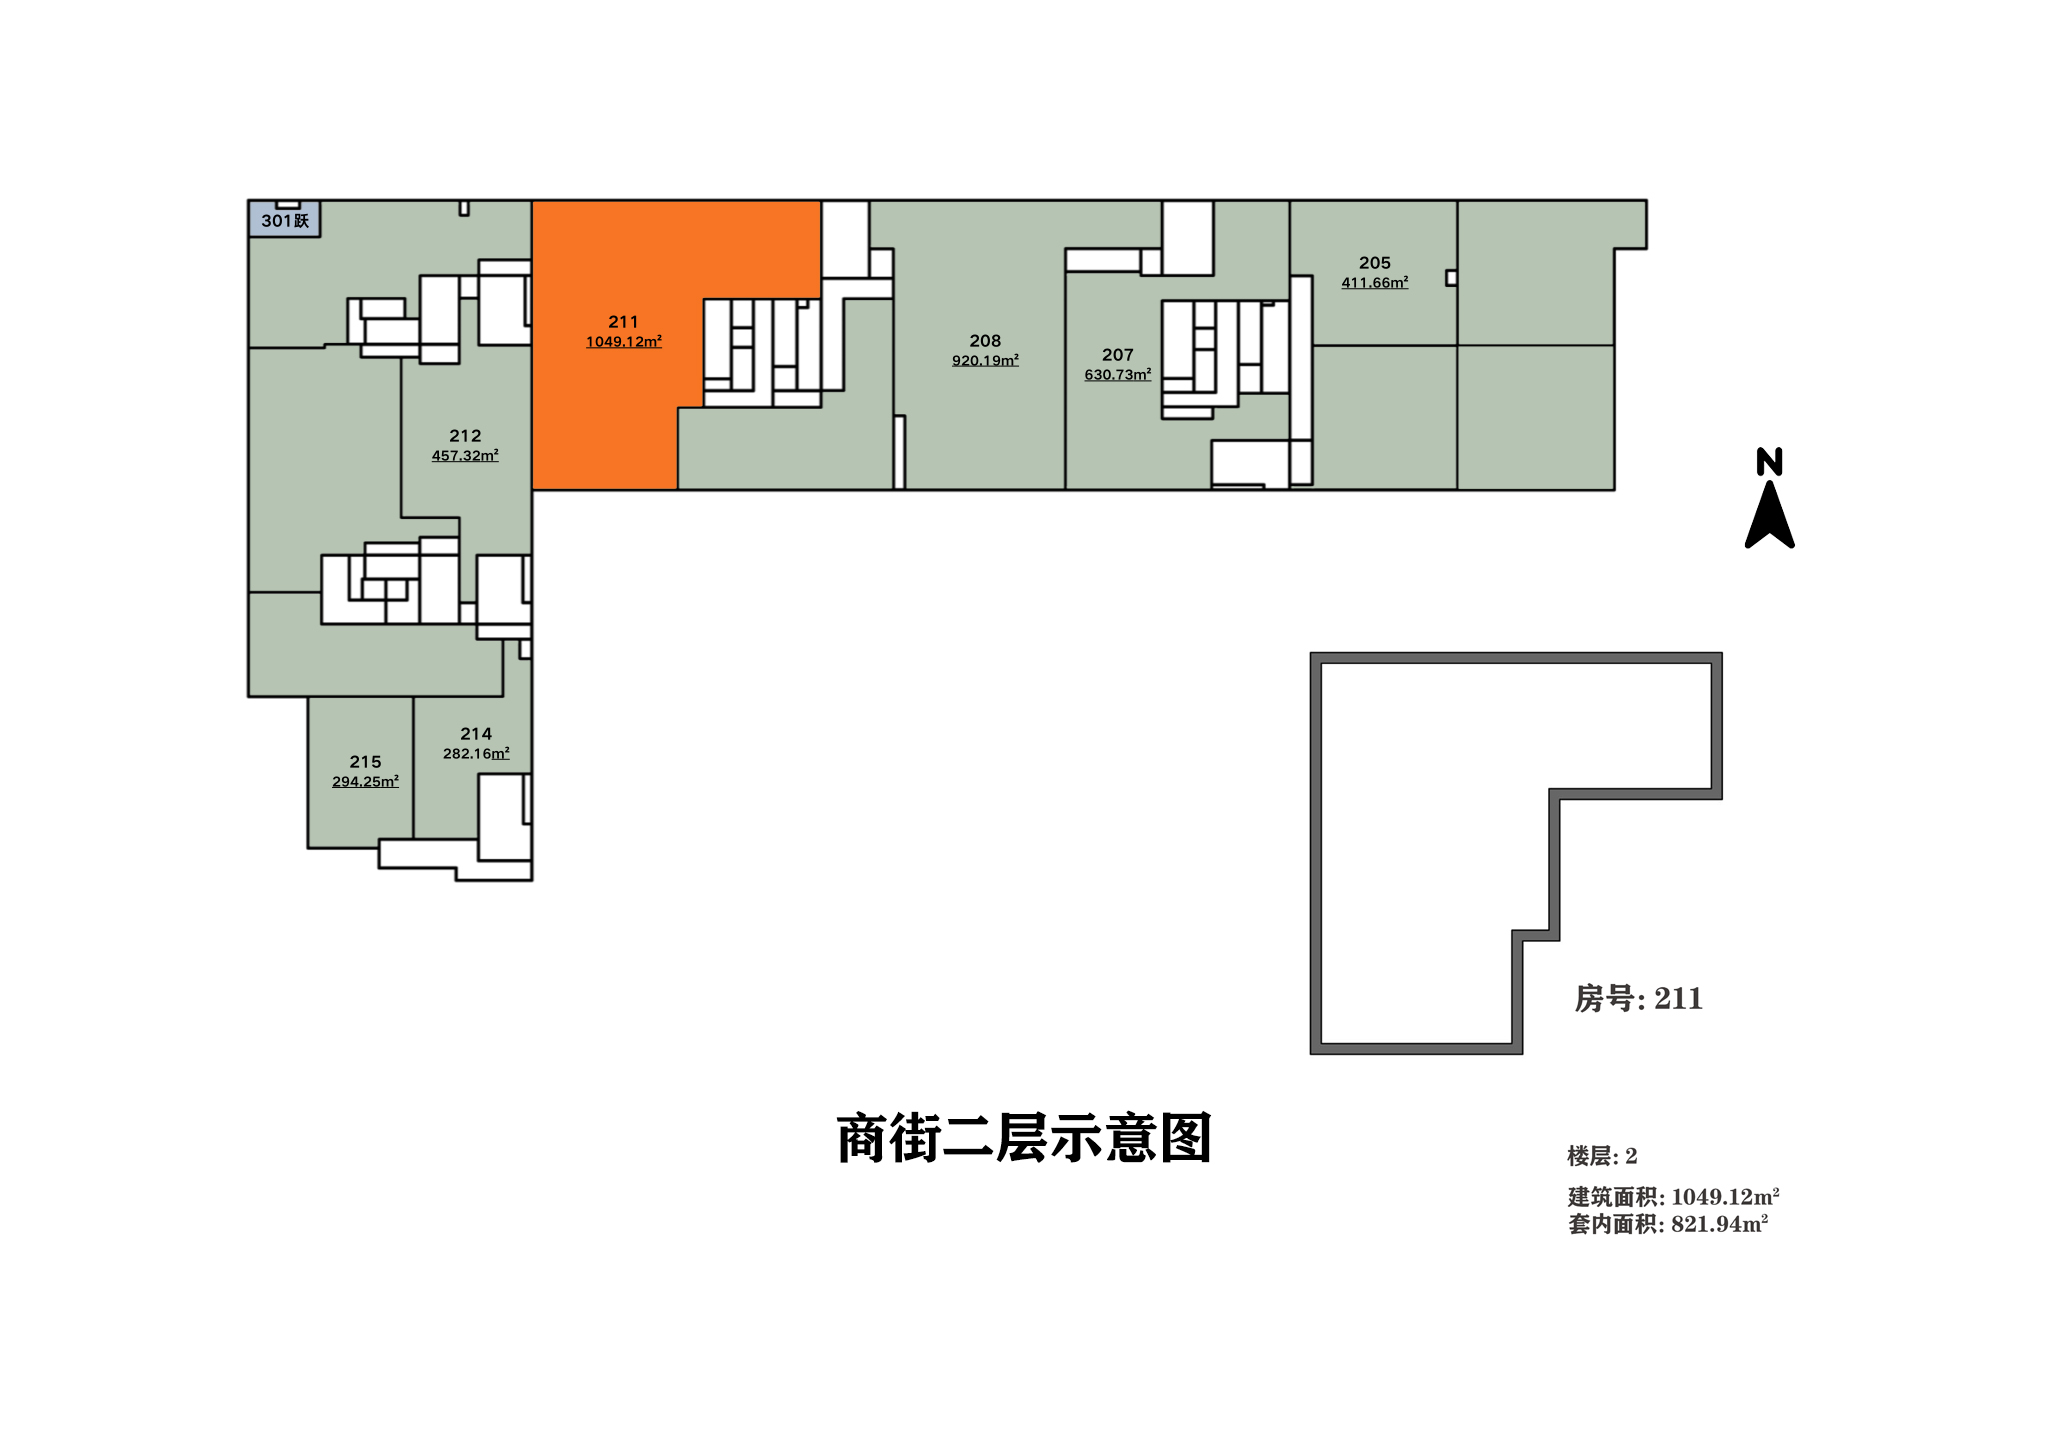 301跃
211
1049.12m²
205
411.66m²
208
920.19m²
207
630.73m²
212
457.32m²
N
214
282.16m²
215
294.25m²
房号: 211
商街二层示意图
楼层: 2
建筑面积: 1049.12m²
套内面积: 821.94m²